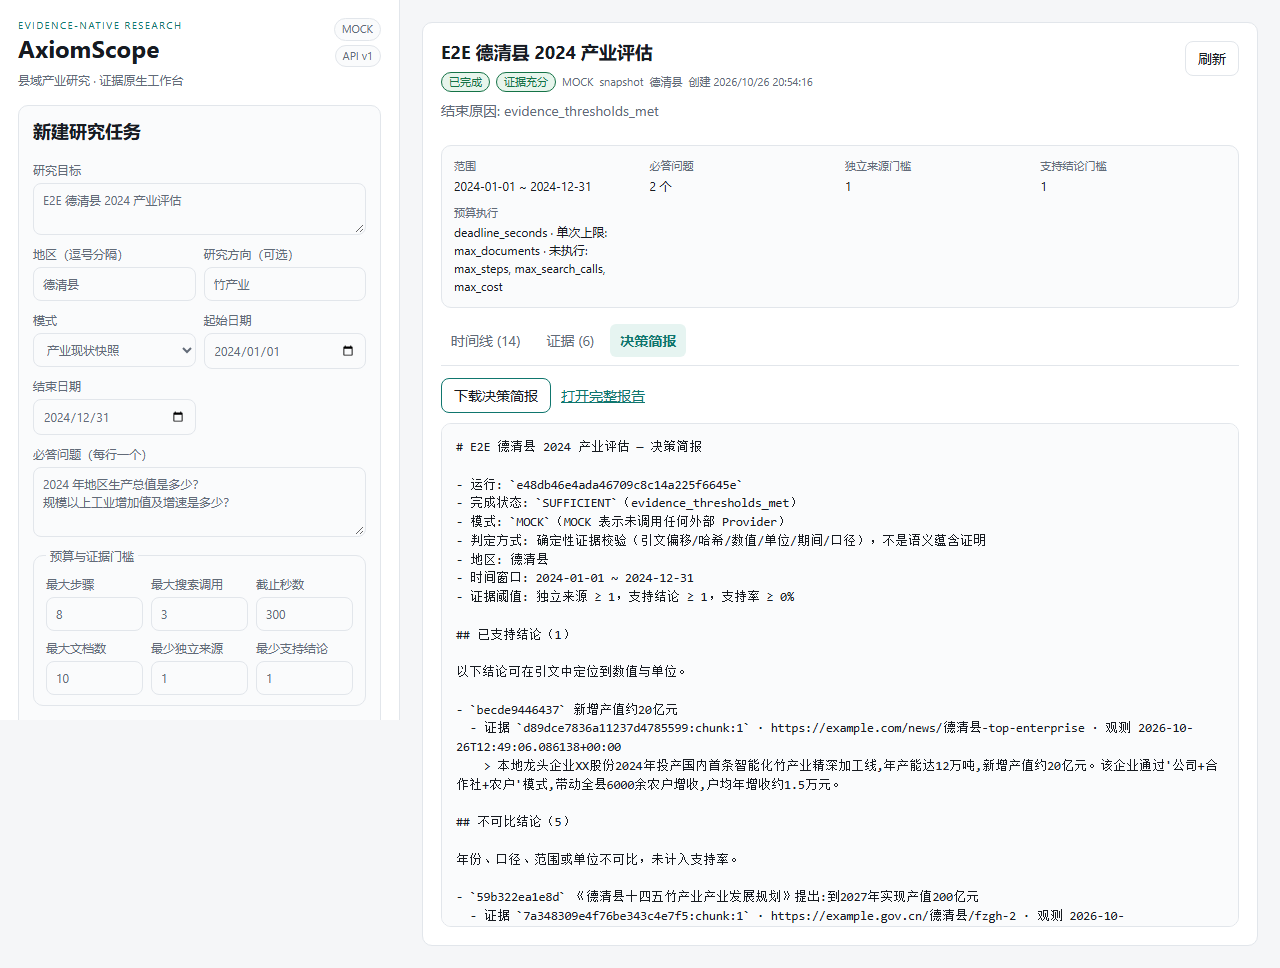 EVIDENCE-NATIVE RESEARCH
AxiomScope
县域产业研究 · 证据原生工作台
MOCK
API v1
新建研究任务
研究目标
E2E 德清县 2024 产业评估
地区（逗号分隔）
研究方向（可选）
德清县
竹产业
模式
起始日期
产业现状快照
2024/01/01
结束日期
2024/12/31
必答问题（每行一个）
2024 年地区生产总值是多少？
规模以上工业增加值及增速是多少？
预算与证据门槛
最大步骤
最大搜索调用
截止秒数
8
3
300
最大文档数
最少独立来源
最少支持结论
10
1
1
E2E 德清县 2024 产业评估
刷新
已完成 证据充分 MOCK snapshot 德清县 创建 2026/10/26 20:54:16
结束原因: evidence_thresholds_met
范围
2024-01-01 ~ 2024-12-31
必答问题
2 个
独立来源门槛
1
支持结论门槛
1
预算执行
deadline_seconds · 单次上限:
max_documents · 未执行:
max_steps, max_search_calls,
max_cost
时间线 (14)
证据 (6)
决策简报
下载决策简报
打开完整报告
# E2E 德清县 2024 产业评估 — 决策简报
- 运行: `e48db46e4ada46709c8c14a225f6645e`
- 完成状态: `SUFFICIENT`（evidence_thresholds_met）
- 模式: `MOCK`（MOCK 表示未调用任何外部 Provider）
- 判定方式: 确定性证据校验（引文偏移/哈希/数值/单位/期间/口径），不是语义蕴含证明
- 地区: 德清县
- 时间窗口: 2024-01-01 ~ 2024-12-31
- 证据阈值: 独立来源 ≥ 1，支持结论 ≥ 1，支持率 ≥ 0%
## 已支持结论（1）
以下结论可在引文中定位到数值与单位。
- `becde9446437` 新增产值约20亿元
- 证据 `d89dce7836a11237d4785599:chunk:1` · https://example.com/news/德清县-top-enterprise · 观测 2026-10-
26T12:49:06.086138+00:00
> 本地龙头企业XX股份2024年投产国内首条智能化竹产业精深加工线,年产能达12万吨,新增产值约20亿元。该企业通过'公司+合
作社+农户'模式,带动全县6000余农户增收,户均年增收约1.5万元。
## 不可比结论（5）
年份、口径、范围或单位不可比，未计入支持率。
- `59b322ea1e8d` 《德清县十四五竹产业产业发展规划》提出:到2027年实现产值200亿元
- 证据 `7a348309e4f76be343c4e7f5:chunk:1` · https://example.gov.cn/德清县/fzgh-2 · 观测 2026-10-